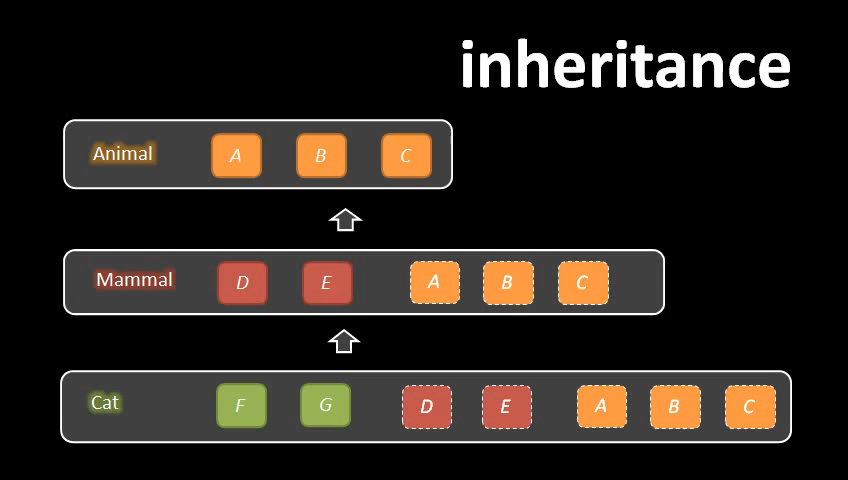 inheritance
Animal A B C
Mammal D E A B C
Cat F G D E A B C